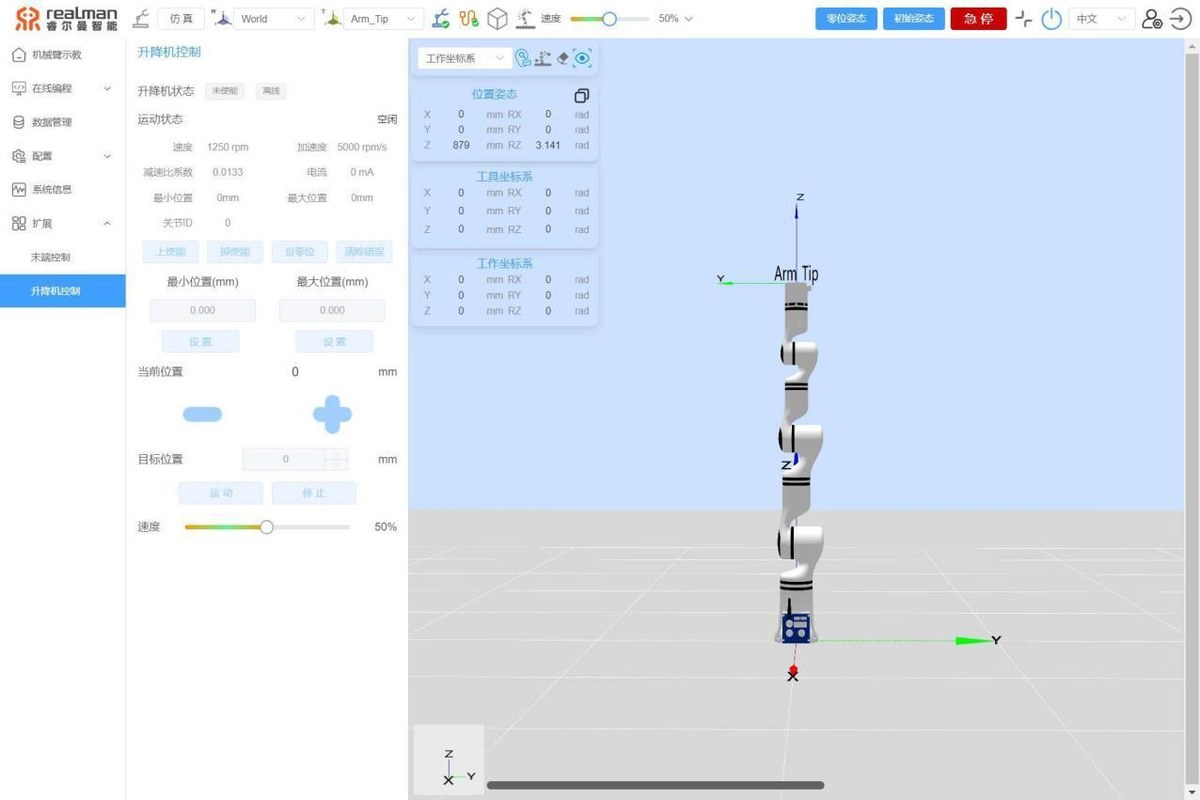 realman
睿尔曼智能
仿真
World
Arm_Tip
速度
50%
零位姿态
初始姿态
急停
中文
机械臂示教
在线编程
数据管理
配置
系统信息
扩展
末端控制
升降机控制
升降机控制
升降机状态 未使能 离线
运动状态 空闲
速度 1250 rpm 加速度 5000 rpm/s
减速比系数 0.0133 电流 0 mA
最小位置 0mm 最大位置 0mm
关节ID 0
上使能 掉使能 设零位 清除错误
最小位置(mm) 最大位置(mm)
0.000 0.000
设置 设置
当前位置 0 mm
目标位置 0 mm
运动 停止
速度 50%
工作坐标系
位置姿态
X 0 mm RX 0 rad
Y 0 mm RY 0 rad
Z 879 mm RZ 3.141 rad
工具坐标系
X 0 mm RX 0 rad
Y 0 mm RY 0 rad
Z 0 mm RZ 0 rad
工作坐标系
X 0 mm RX 0 rad
Y 0 mm RY 0 rad
Z 0 mm RZ 0 rad
Z
Y
Arm Tip
Z
Y
X
Z
Y
X